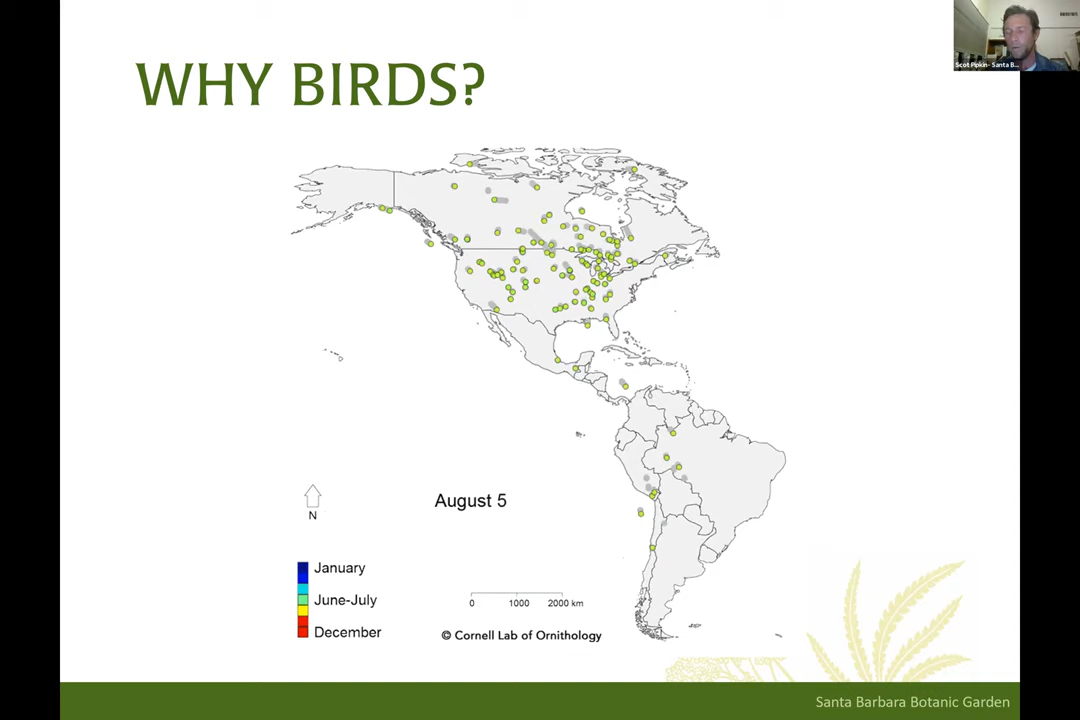 Scot Pipkin- Santa B...
WHY BIRDS?
August 5
N
January
June-July
December
0 1000 2000 km
© Cornell Lab of Ornithology
Santa Barbara Botanic Garden